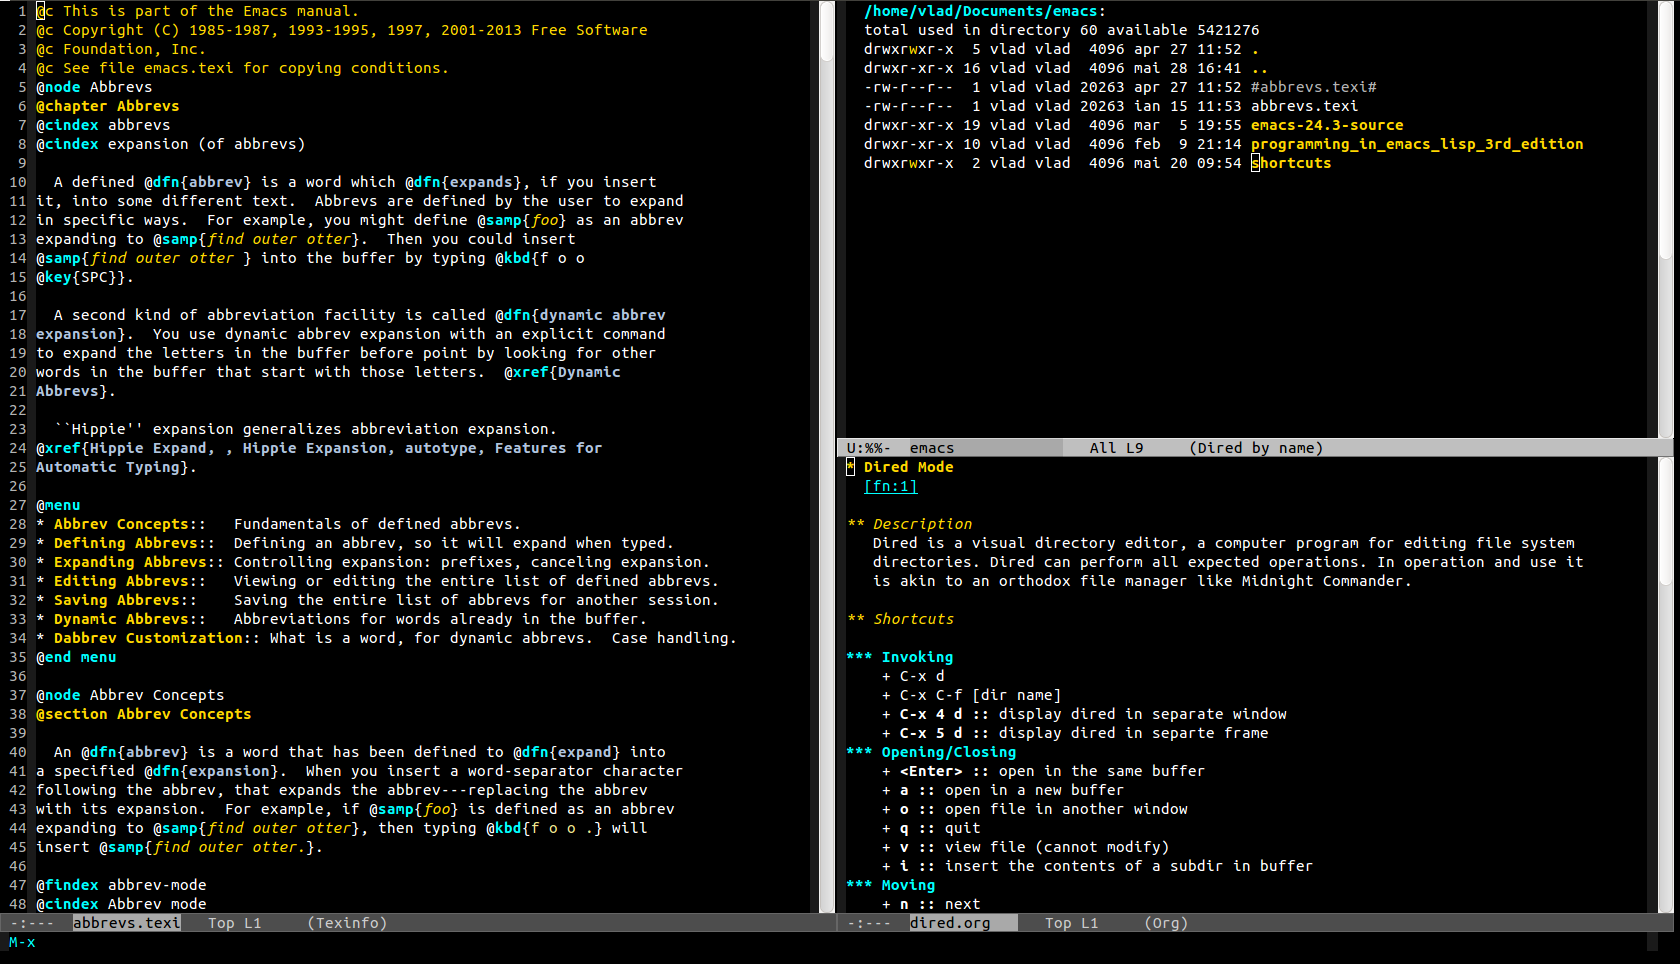 1 @c This is part of the Emacs manual.
2 @c Copyright (C) 1985-1987, 1993-1995, 1997, 2001-2013 Free Software
3 @c Foundation, Inc.
4 @c See file emacs.texi for copying conditions.
5 @node Abbrevs
6 @chapter Abbrevs
7 @cindex abbrevs
8 @cindex expansion (of abbrevs)
9
10   A defined @dfn{abbrev} is a word which @dfn{expands}, if you insert
11 it, into some different text.  Abbrevs are defined by the user to expand
12 in specific ways.  For example, you might define @samp{foo} as an abbrev
13 expanding to @samp{find outer otter}.  Then you could insert
14 @samp{find outer otter } into the buffer by typing @kbd{f o o
15 @key{SPC}}.
16
17   A second kind of abbreviation facility is called @dfn{dynamic abbrev
18 expansion}.  You use dynamic abbrev expansion with an explicit command
19 to expand the letters in the buffer before point by looking for other
20 words in the buffer that start with those letters.  @xref{Dynamic
21 Abbrevs}.
22
23   ``Hippie'' expansion generalizes abbreviation expansion.
24 @xref{Hippie Expand, , Hippie Expansion, autotype, Features for
25 Automatic Typing}.
26
27 @menu
28 * Abbrev Concepts::   Fundamentals of defined abbrevs.
29 * Defining Abbrevs::  Defining an abbrev, so it will expand when typed.
30 * Expanding Abbrevs:: Controlling expansion: prefixes, canceling expansion.
31 * Editing Abbrevs::   Viewing or editing the entire list of defined abbrevs.
32 * Saving Abbrevs::    Saving the entire list of abbrevs for another session.
33 * Dynamic Abbrevs::   Abbreviations for words already in the buffer.
34 * Dabbrev Customization:: What is a word, for dynamic abbrevs.  Case handling.
35 @end menu
36
37 @node Abbrev Concepts
38 @section Abbrev Concepts
39
40   An @dfn{abbrev} is a word that has been defined to @dfn{expand} into
41 a specified @dfn{expansion}.  When you insert a word-separator character
42 following the abbrev, that expands the abbrev---replacing the abbrev
43 with its expansion.  For example, if @samp{foo} is defined as an abbrev
44 expanding to @samp{find outer otter}, then typing @kbd{f o o .} will
45 insert @samp{find outer otter.}.
46
47 @findex abbrev-mode
48 @cindex Abbrev mode
-:---  abbrevs.texi   Top L1     (Texinfo)
M-x
/home/vlad/Documents/emacs:
total used in directory 60 available 5421276
drwxrwxr-x  5 vlad vlad  4096 apr 27 11:52 .
drwxr-xr-x 16 vlad vlad  4096 mai 28 16:41 ..
-rw-r--r--  1 vlad vlad 20263 apr 27 11:52 #abbrevs.texi#
-rw-r--r--  1 vlad vlad 20263 ian 15 11:53 abbrevs.texi
drwxr-xr-x 19 vlad vlad  4096 mar  5 19:55 emacs-24.3-source
drwxr-xr-x 10 vlad vlad  4096 feb  9 21:14 programming_in_emacs_lisp_3rd_edition
drwxrwxr-x  2 vlad vlad  4096 mai 20 09:54 shortcuts
U:%%-  emacs               All L9     (Dired by name)
* Dired Mode
[fn:1]
** Description
Dired is a visual directory editor, a computer program for editing file system
directories. Dired can perform all expected operations. In operation and use it
is akin to an orthodox file manager like Midnight Commander.
** Shortcuts
*** Invoking
+ C-x d
+ C-x C-f [dir name]
+ C-x 4 d :: display dired in separate window
+ C-x 5 d :: display dired in separte frame
*** Opening/Closing
+ <Enter> :: open in the same buffer
+ a :: open in a new buffer
+ o :: open file in another window
+ q :: quit
+ v :: view file (cannot modify)
+ i :: insert the contents of a subdir in buffer
*** Moving
+ n :: next
-:---  dired.org      Top L1     (Org)